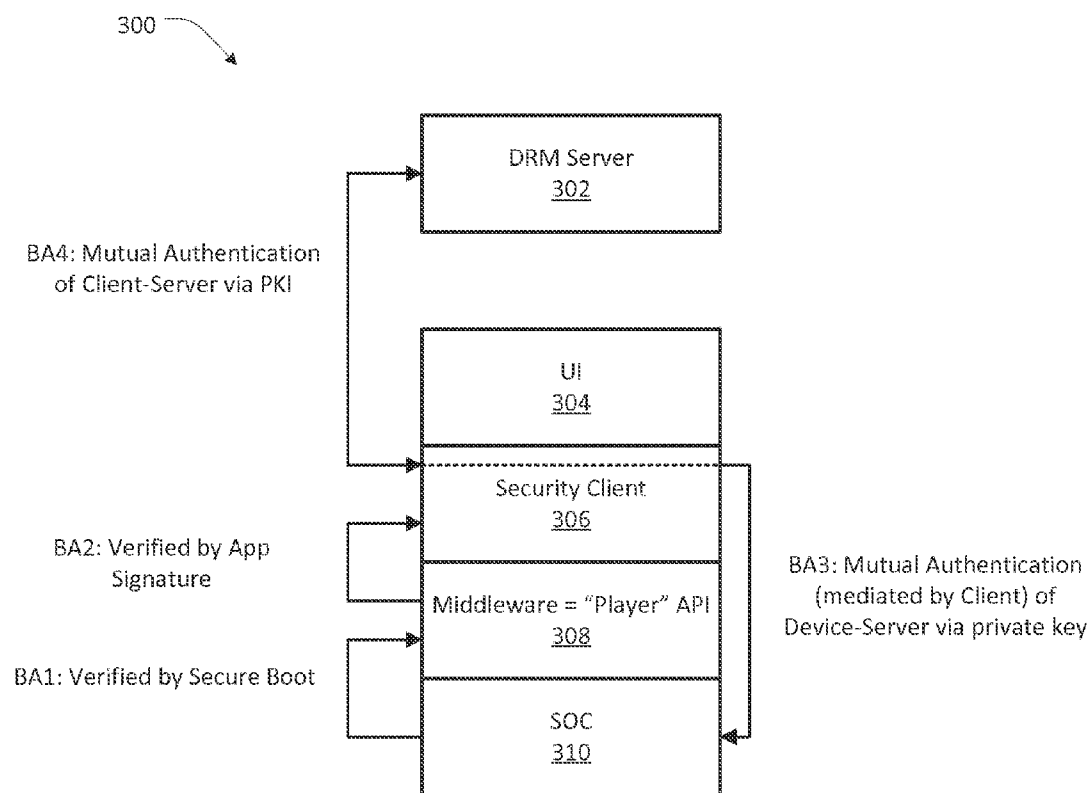 300
DRM Server
302
BA4: Mutual Authentication
of Client-Server via PKI
UI
304
Security Client
306
BA2: Verified by App
Signature
BA3: Mutual Authentication
(mediated by Client) of
Device-Server via private key
Middleware = “Player” API
308
BA1: Verified by Secure Boot
SOC
310